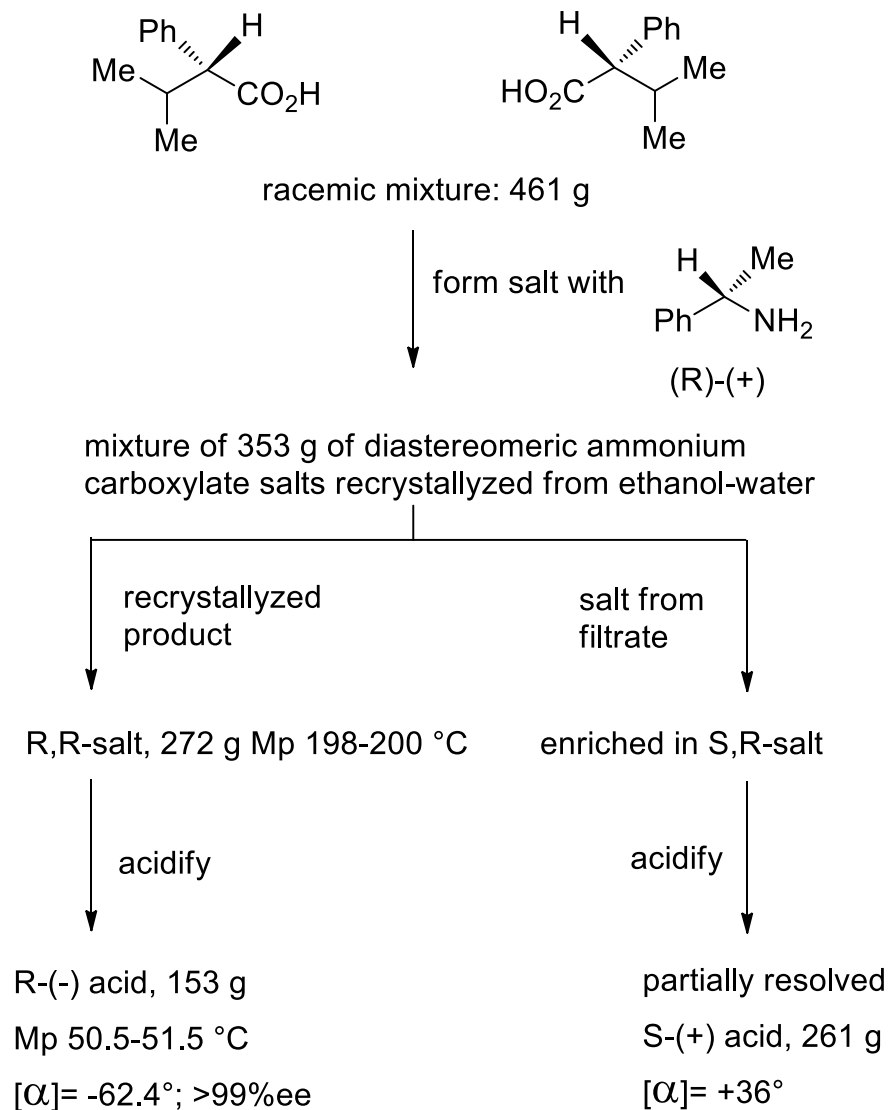 Ph
H
Me
CO₂H
Me
H
Ph
Me
HO₂C
Me
racemic mixture: 461 g
form salt with
H
Me
Ph
NH₂
(R)-(+)
mixture of 353 g of diastereomeric ammonium
carboxylate salts recrystallyzed from ethanol-water
recrystallyzed
product
salt from
filtrate
R,R-salt, 272 g Mp 198-200 °C
enriched in S,R-salt
acidify
acidify
R-(-) acid, 153 g
Mp 50.5-51.5 °C
[α]= -62.4°; >99%ee
partially resolved
S-(+) acid, 261 g
[α]= +36°